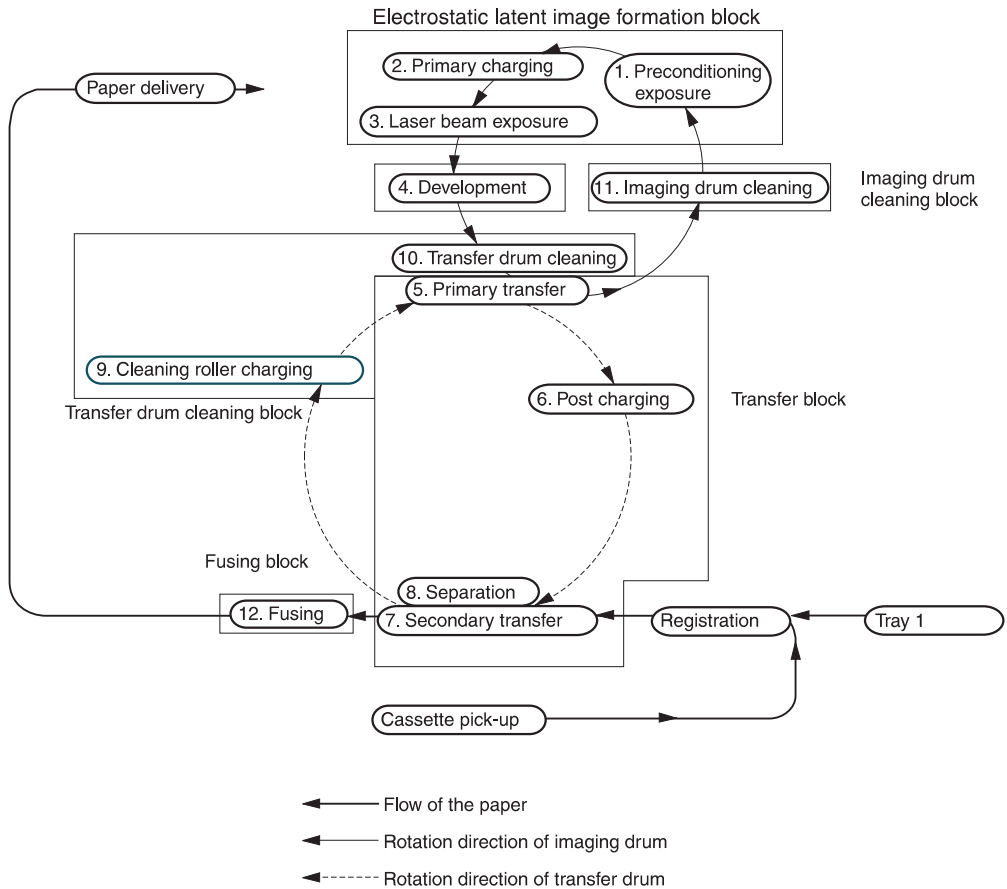 Electrostatic latent image formation block
2. Primary charging
1. Preconditioning
exposure
Paper delivery
3. Laser beam exposure
4. Development
11. Imaging drum cleaning
Imaging drum
cleaning block
10. Transfer drum cleaning
5. Primary transfer
9. Cleaning roller charging
6. Post charging
Transfer block
Transfer drum cleaning block
Fusing block
8. Separation
12. Fusing
7. Secondary transfer
Registration
Tray 1
Cassette pick-up
Flow of the paper
Rotation direction of imaging drum
Rotation direction of transfer drum